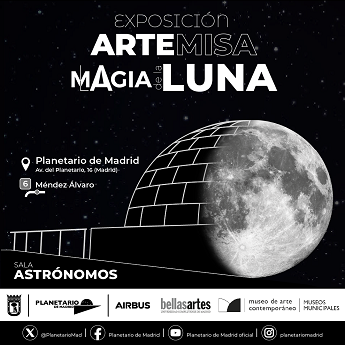 EXPOSICIÓN
ARTEMISA
MAGIA de la LUNA
Planetario de Madrid
Av. del Planetario, 16 (Madrid)
6 Méndez Álvaro
SALA
ASTRÓNOMOS
PLANETARIO DE MADRID
AIRBUS
bellasartes
museo de arte contemporáneo
MUSEOS MUNICIPALES
@PlanetarioMad
Planetario de Madrid
Planetario de Madrid oficial
planetariomadrid